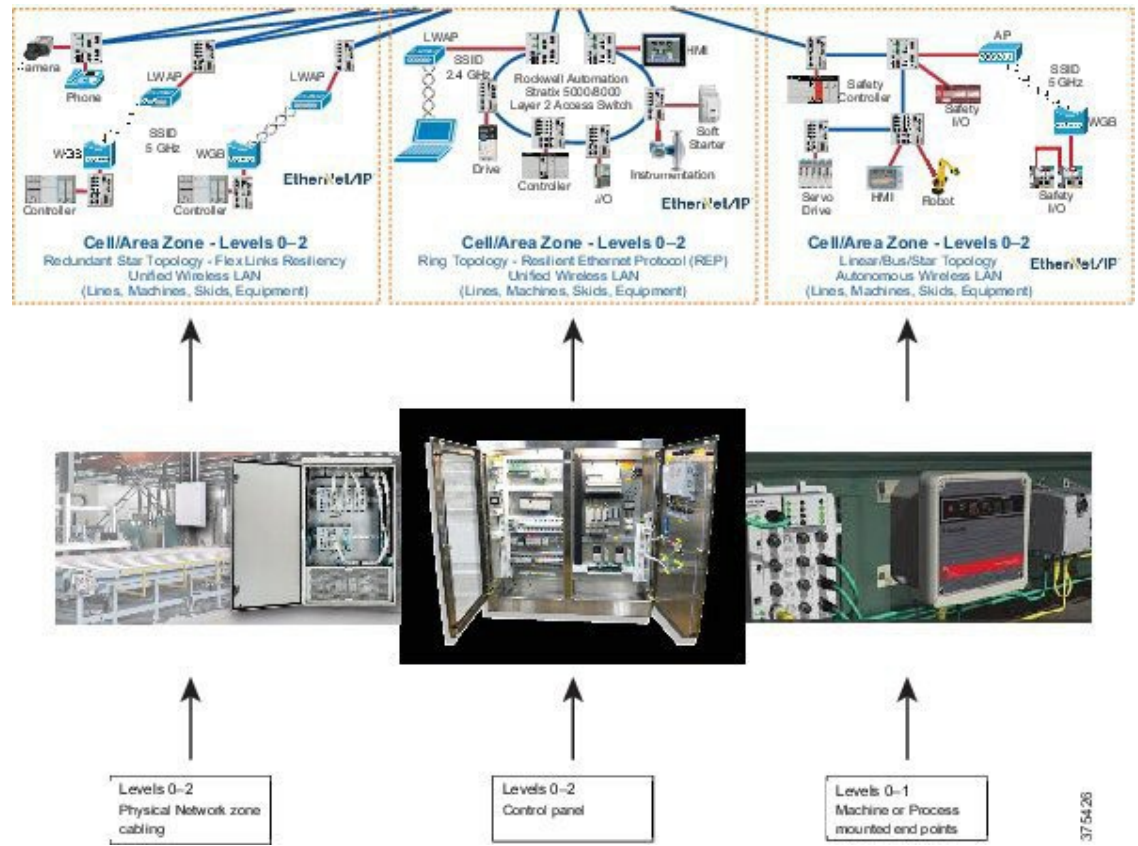 amera
Phone
LWAP
LWAP
SSID
5 GHz
WGB
WGB
Controller
Controller
EtherNet/IP
Cell/Area Zone - Levels 0–2
Redundant Star Topology - Flex Links Resiliency
Unified Wireless LAN
(Lines, Machines, Skids, Equipment)
LWAP
SSID
2.4 GHz
HMI
Rockwell Automation
Stratix 5000/8000
Layer 2 Access Switch
Soft
Starter
Drive
Controller
I/O
Instrumentation
EtherNet/IP
Cell/Area Zone - Levels 0–2
Ring Topology - Resilient Ethernet Protocol (REP)
Unified Wireless LAN
(Lines, Machines, Skids, Equipment)
AP
SSID
5 GHz
Safety
Controller
Safety
I/O
WGB
Servo
Drive
HMI
Robot
Safety
I/O
Cell/Area Zone - Levels 0–2
Linear/Bus/Star Topology
Autonomous Wireless LAN
(Lines, Machines, Skids, Equipment)
EtherNet/IP
Levels 0–2
Physical Network zone
cabling
Levels 0–2
Control panel
Levels 0–1
Machine or Process
mounted end points
375426